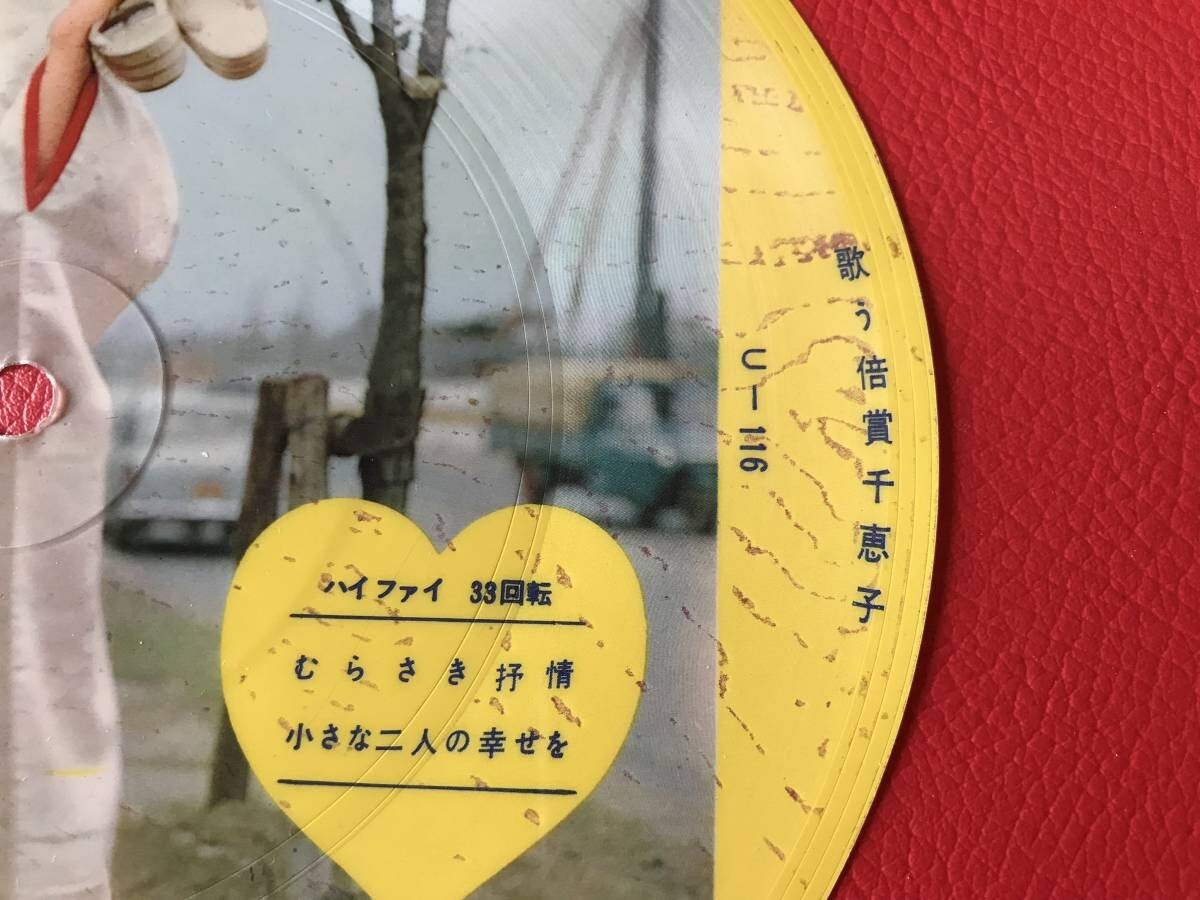 歌う倍賞千恵子
U-116
ハイファイ 33回転
むらさき抒情
小さな二人の幸せを